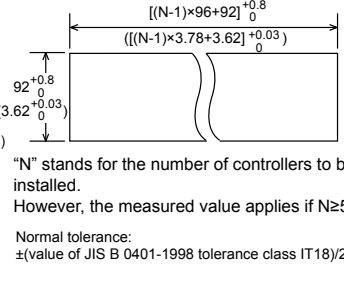 [(N-1)×96+92] +0.8 0
([(N-1)×3.78+3.62] +0.03 0 )
92 +0.8 0
3.62 +0.03 0 )
)
“N” stands for the number of controllers to b
installed.
However, the measured value applies if N≥5
Normal tolerance:
±(value of JIS B 0401-1998 tolerance class IT18)/2